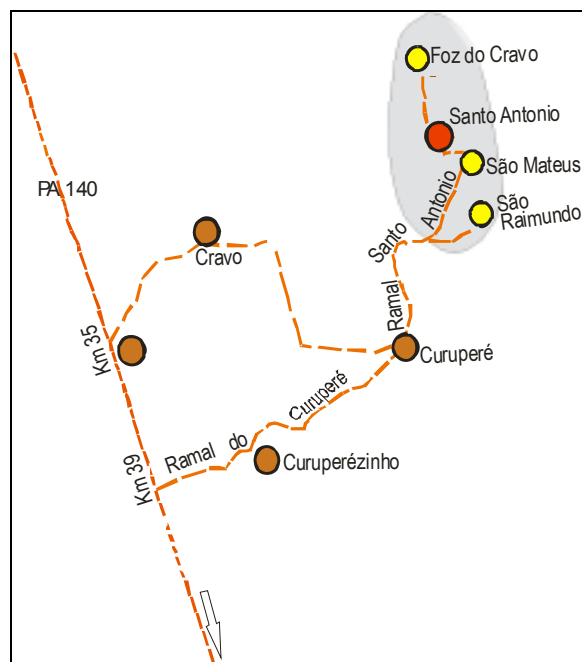 Foz do Cravo
Santo Antonio
São Mateus
São
Raimundo
PA 140
Cravo
Ramal Santo Antonio
Km 35
Curuperé
Ramal do Curuperé
Km 39
Curuperézinho